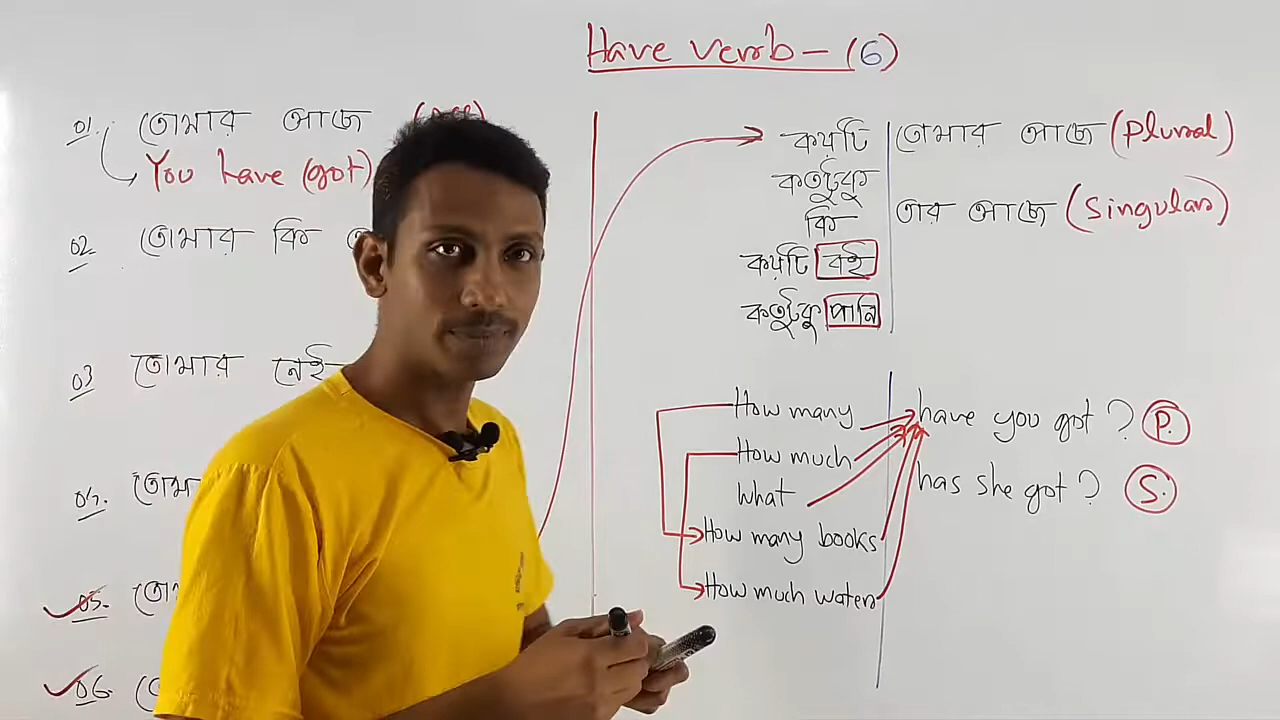 Have verb - (6)
01. তোমার আছে
You have (got)
02. তোমার কি
03 তোমার নেই
04. তোমা
05. তো
06.
কয়টি তোমার আছে (plural)
কতটুকু
কি তার আছে (singular)
কয়টি বই
কতটুকু পানি
How many have you got ? P.
How much
What has she got ? S.
How many books
How much water